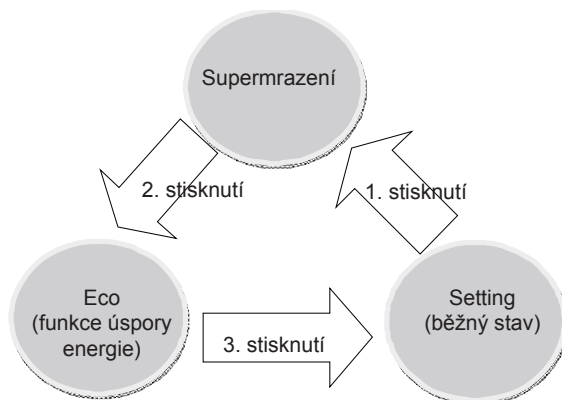 Supermrazení
2. stisknutí
1. stisknutí
Eco
(funkce úspory
energie)
Setting
(běžný stav)
3. stisknutí